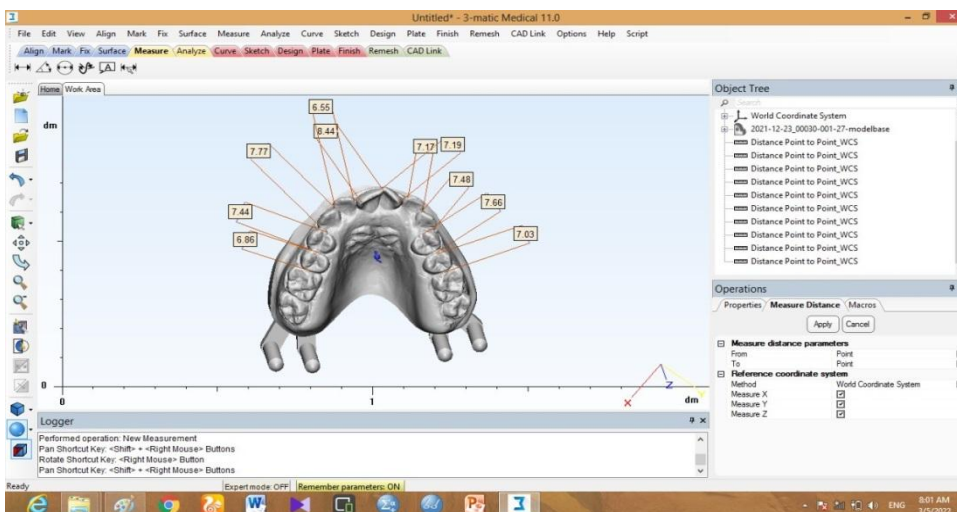 Untitled* - 3-matic Medical 11.0
File Edit View Align Mark Fix Surface Measure Analyze Curve Sketch Design Plate Finish Remesh CAD Link Options Help Script
Align Mark Fix Surface Measure Analyze Curve Sketch Design Plate Finish Remesh CAD Link
Home Work Area
dm
6.55
8.44
7.17 7.19
7.77
7.48
7.66
7.44
7.03
6.86
0
0 1 dm
X Z Y
Object Tree
Search
World Coordinate System
2021-12-23_00030-001-27-modelbase
Distance Point to Point_WCS
Distance Point to Point_WCS
Distance Point to Point_WCS
Distance Point to Point_WCS
Distance Point to Point_WCS
Distance Point to Point_WCS
Distance Point to Point_WCS
Distance Point to Point_WCS
Distance Point to Point_WCS
Distance Point to Point_WCS
Operations
Properties Measure Distance Macros
Apply Cancel
Measure distance parameters
From Point
To Point
Reference coordinate system
Method World Coordinate System
Measure X
Measure Y
Measure Z
Logger
Performed operation: New Measurement
Pan Shortcut Key: <Shift> + <Right Mouse> Buttons
Rotate Shortcut Key: <Right Mouse> Button
Pan Shortcut Key: <Shift> + <Right Mouse> Buttons
Ready
Expert mode: OFF Remember parameters: ON
ENG
8:01 AM
3/5/2022